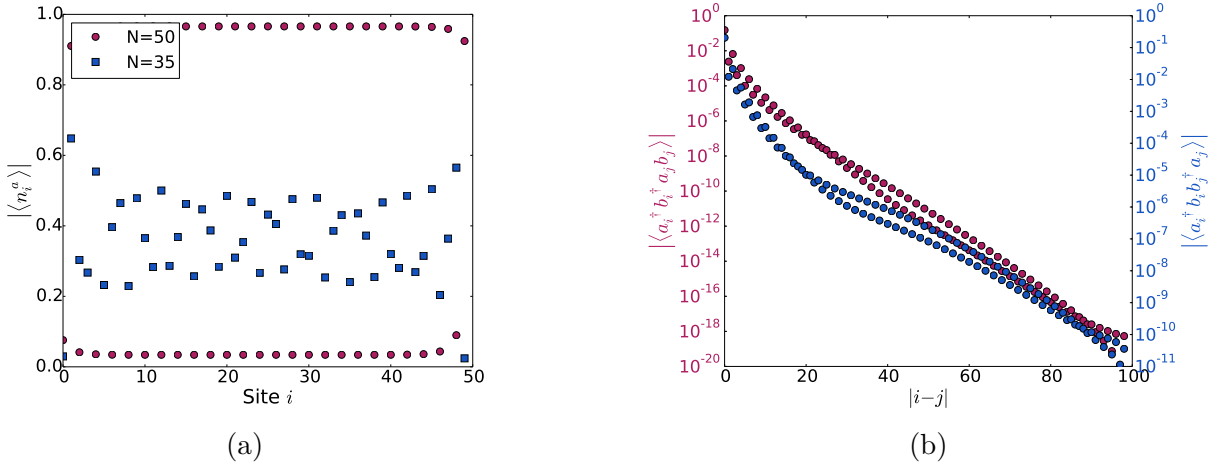 1.0
0.8
0.6
0.4
0.2
0.0
|⟨n_i^a⟩|
N=50
N=35
0 10 20 30 40 50
Site i
(a)
10^0
10^-2
10^-4
10^-6
10^-8
10^-10
10^-12
10^-14
10^-16
10^-18
10^-20
|⟨a_i^† b_i^† a_j b_j⟩|
0 20 40 60 80 100
|i−j|
10^0
10^-1
10^-2
10^-3
10^-4
10^-5
10^-6
10^-7
10^-8
10^-9
10^-10
10^-11
|⟨a_i^† b_i b_j^† a_j⟩|
(b)